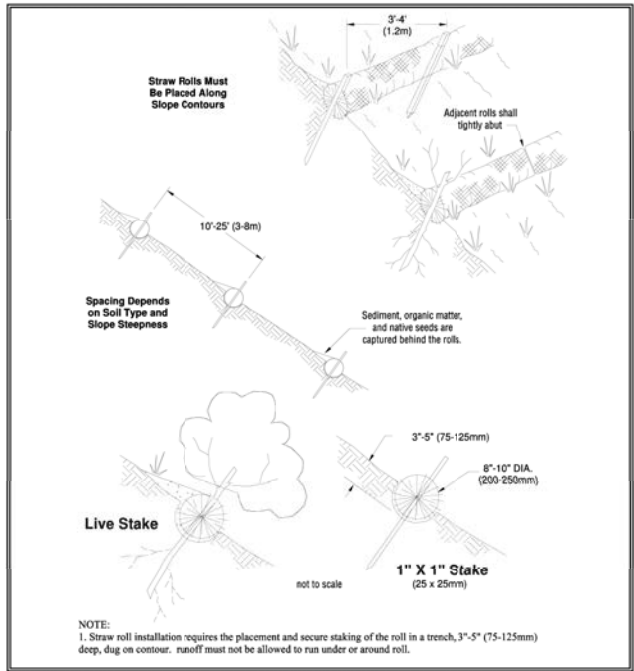 3'-4'
(1.2m)
Straw Rolls Must
Be Placed Along
Slope Contours
Adjacent rolls shall
tightly abut
10'-25' (3-8m)
Spacing Depends
on Soil Type and
Slope Steepness
Sediment, organic matter,
and native seeds are
captured behind the rolls.
3"-5" (75-125mm)
8"-10" DIA.
(200-250mm)
Live Stake
not to scale
1" X 1" Stake
(25 x 25mm)
NOTE:
1. Straw roll installation requires the placement and secure staking of the roll in a trench, 3"-5" (75-125mm)
deep, dug on contour. runoff must not be allowed to run under or around roll.